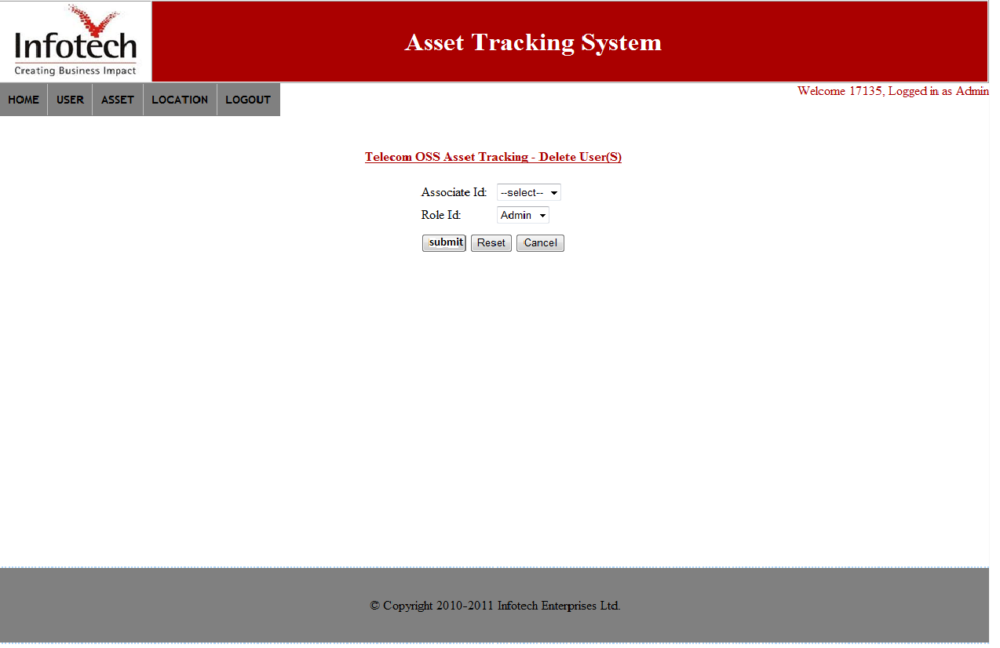 Infotech
Creating Business Impact
Asset Tracking System
HOME USER ASSET LOCATION LOGOUT
Welcome 17135, Logged in as Admin
Telecom OSS Asset Tracking - Delete User(S)
Associate Id: --select--
Role Id: Admin
submit Reset Cancel
© Copyright 2010-2011 Infotech Enterprises Ltd.